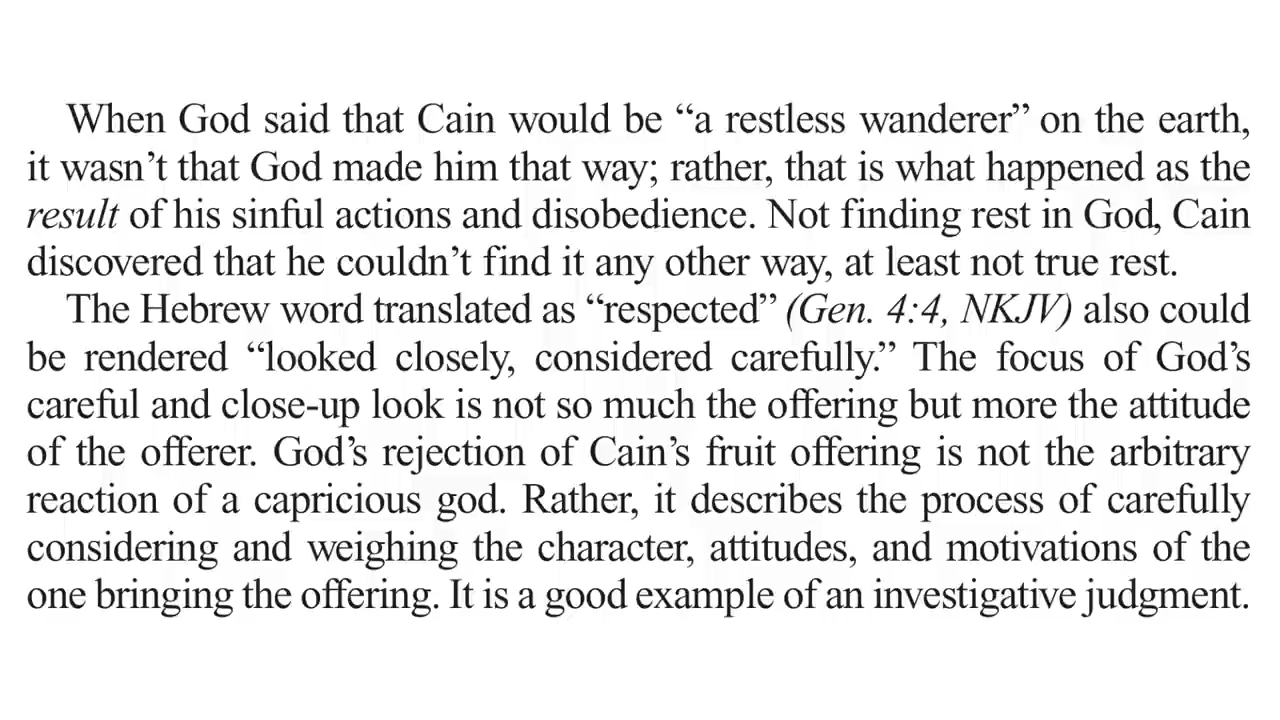 When God said that Cain would be “a restless wanderer” on the earth,
it wasn’t that God made him that way; rather, that is what happened as the
result of his sinful actions and disobedience. Not finding rest in God, Cain
discovered that he couldn’t find it any other way, at least not true rest.
The Hebrew word translated as “respected” (Gen. 4:4, NKJV) also could
be rendered “looked closely, considered carefully.” The focus of God’s
careful and close-up look is not so much the offering but more the attitude
of the offerer. God’s rejection of Cain’s fruit offering is not the arbitrary
reaction of a capricious god. Rather, it describes the process of carefully
considering and weighing the character, attitudes, and motivations of the
one bringing the offering. It is a good example of an investigative judgment.